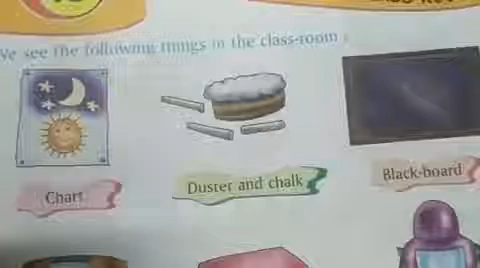 We see the following things in the class-room :
Chart
Duster and chalk
Black-board